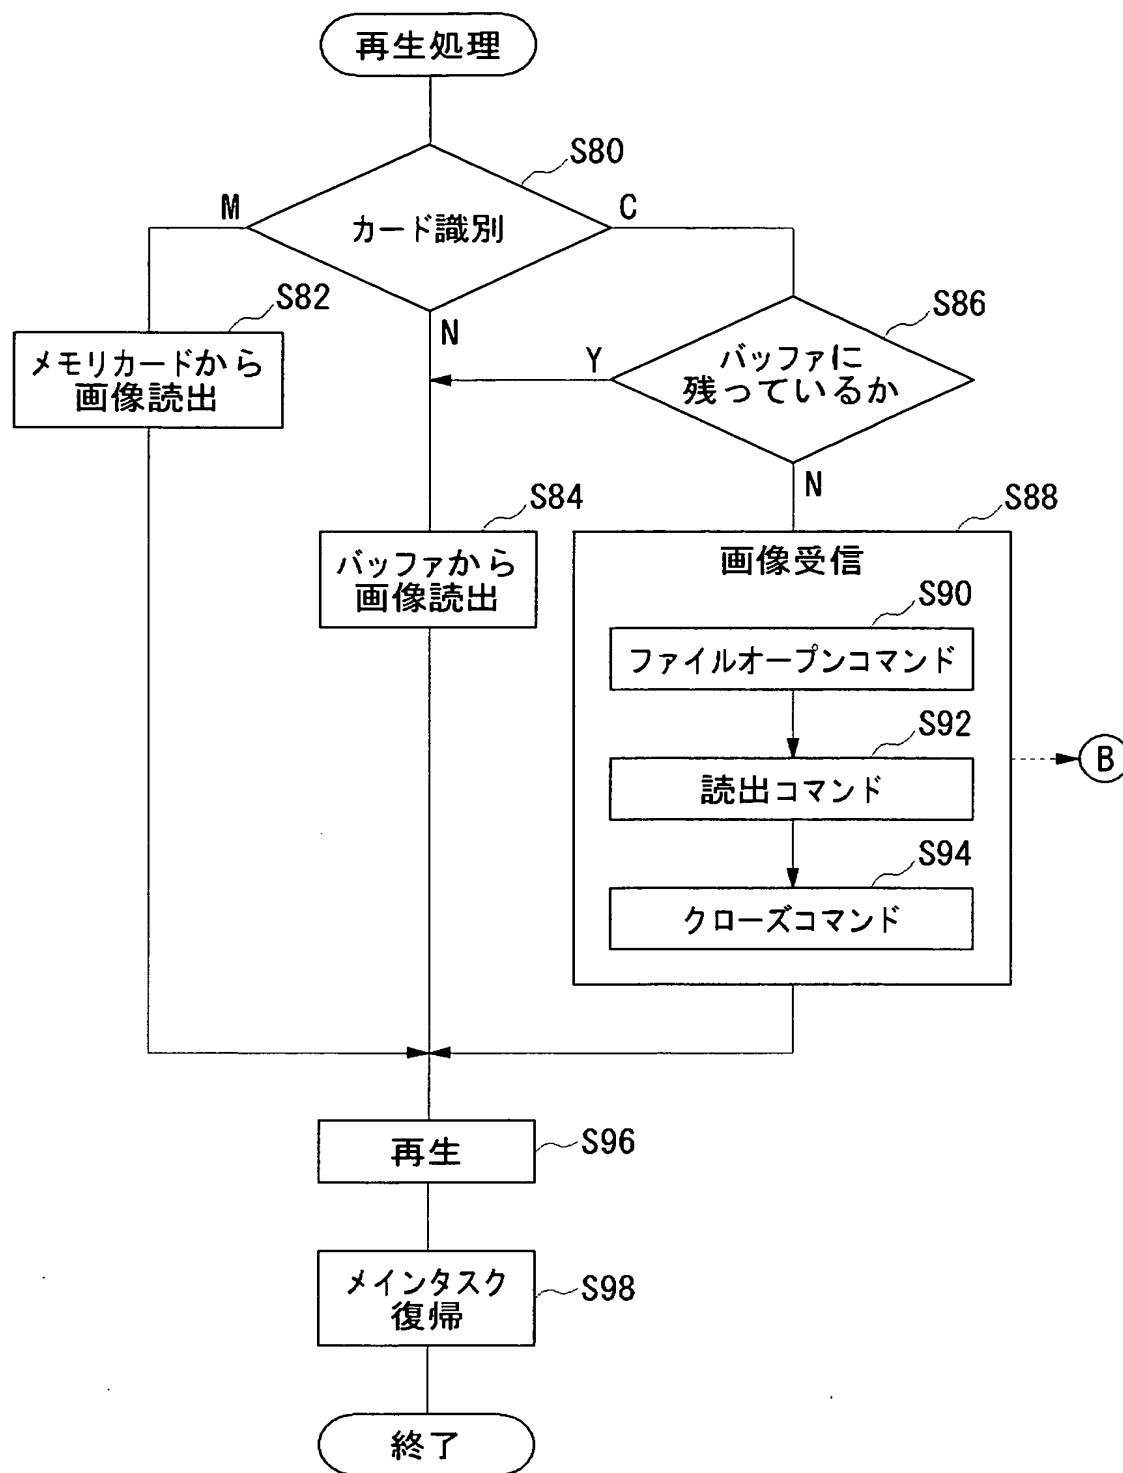 再生処理
S80
M
カード識別
C
S82
メモリカードから
画像読出
N
S86
Y
バッファに
残っているか
N
S84
バッファから
画像読出
S88
画像受信
S90
ファイルオープンコマンド
S92
読出コマンド
B
S94
クローズコマンド
再生
S96
メインタスク
復帰
S98
終了